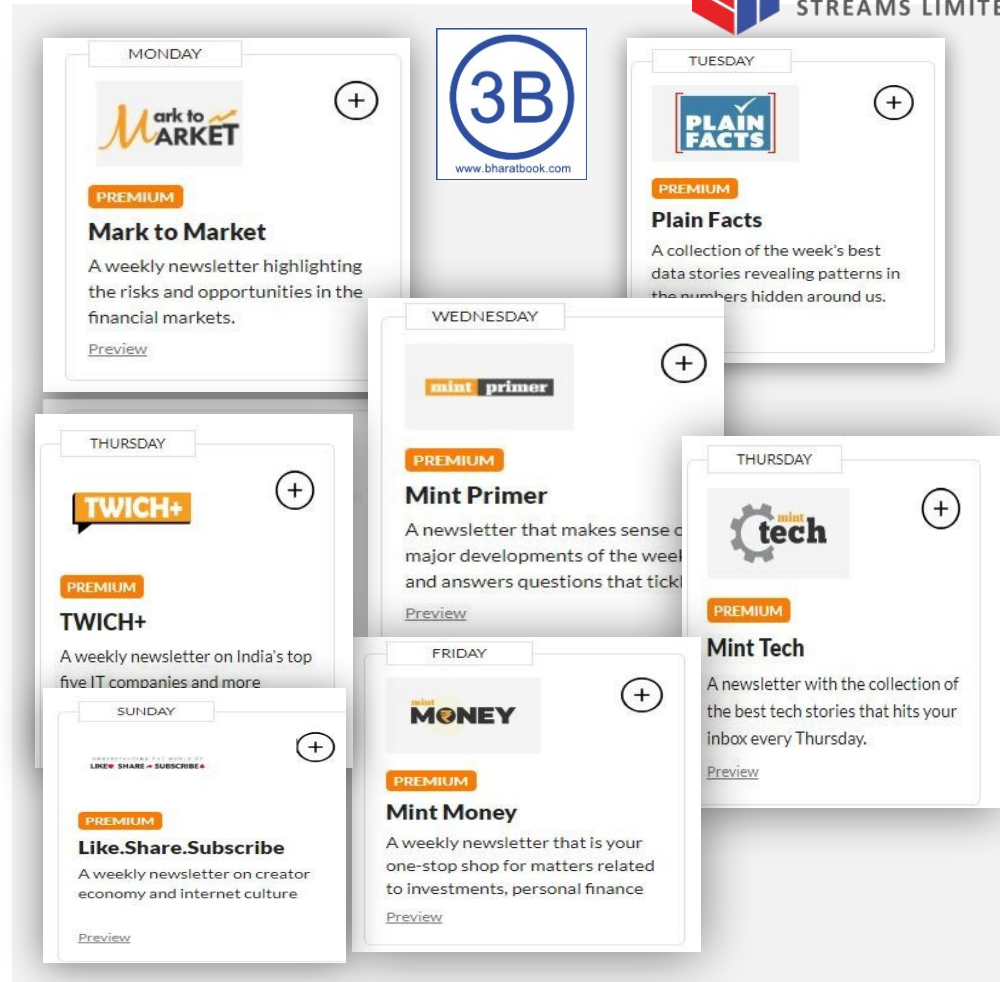 STREAMS LIMITE
MONDAY
Mark to
MARKET
PREMIUM
Mark to Market
A weekly newsletter highlighting
the risks and opportunities in the
financial markets.
Preview
3B
www.bharatbook.com
TUESDAY
PLAIN
FACTS
PREMIUM
Plain Facts
A collection of the week's best
data stories revealing patterns in
the numbers hidden around us.
WEDNESDAY
mint primer
PREMIUM
Mint Primer
A newsletter that makes sense o
major developments of the week
and answers questions that tickl
Preview
THURSDAY
TWICH+
PREMIUM
TWICH+
A weekly newsletter on India's top
five IT companies and more
THURSDAY
mint
tech
PREMIUM
Mint Tech
A newsletter with the collection of
the best tech stories that hits your
inbox every Thursday.
Preview
SUNDAY
UNDERSTANDING THE WORLD OF
LIKE SHARE SUBSCRIBE
PREMIUM
Like.Share.Subscribe
A weekly newsletter on creator
economy and internet culture
Preview
FRIDAY
mint
MONEY
PREMIUM
Mint Money
A weekly newsletter that is your
one-stop shop for matters related
to investments, personal finance
Preview